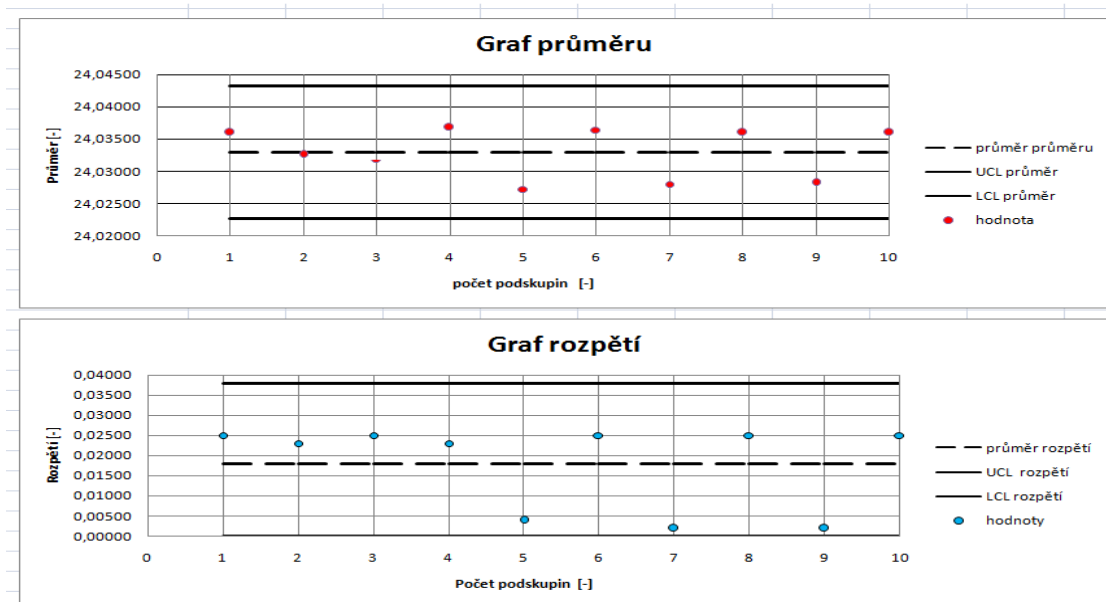 Graf průměru
Průměr [-]
24,04500
24,04000
24,03500
24,03000
24,02500
24,02000
0 1 2 3 4 5 6 7 8 9 10
počet podskupin [-]
průměr průměru
UCL průměr
LCL průměr
hodnota
Graf rozpětí
Rozpětí [-]
0,04000
0,03500
0,03000
0,02500
0,02000
0,01500
0,01000
0,00500
0,00000
0 1 2 3 4 5 6 7 8 9 10
Počet podskupin [-]
průměr rozpětí
UCL rozpětí
LCL rozpětí
hodnoty